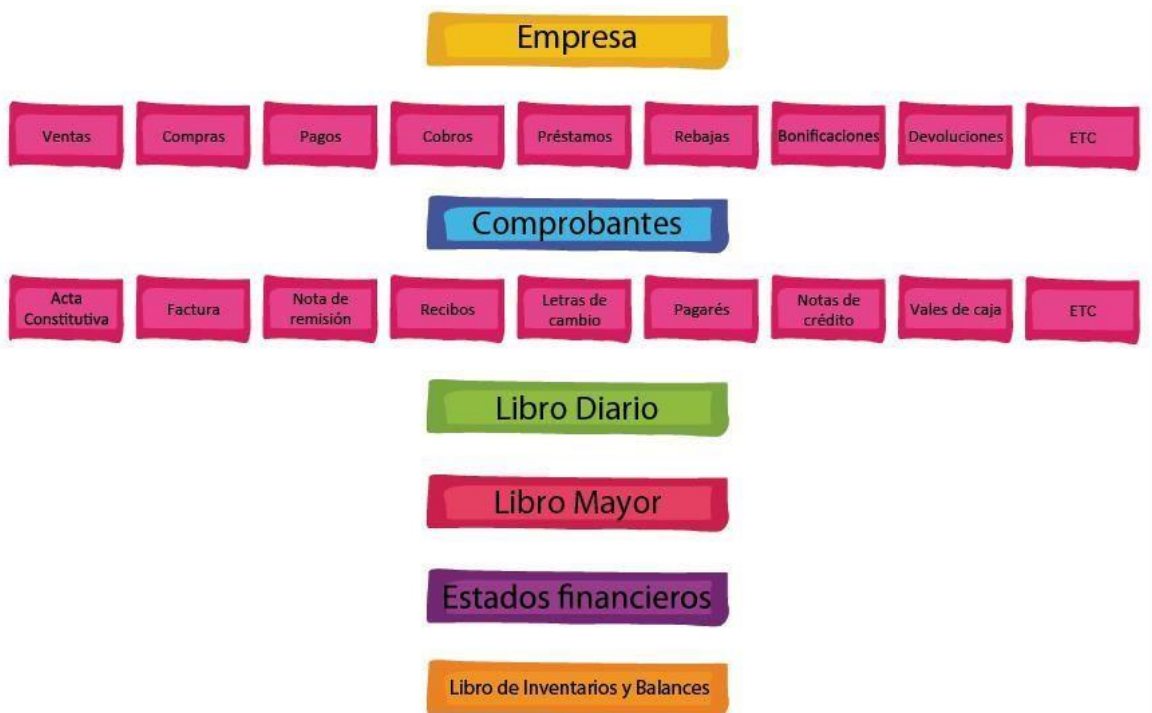 Empresa
Ventas
Compras
Pagos
Cobros
Préstamos
Rebajas
Bonificaciones
Devoluciones
ETC
Comprobantes
Acta
Constitutiva
Factura
Nota de
remisión
Recibos
Letras de
cambio
Pagarés
Notas de
crédito
Vales de caja
ETC
Libro Diario
Libro Mayor
Estados financieros
Libro de Inventarios y Balances